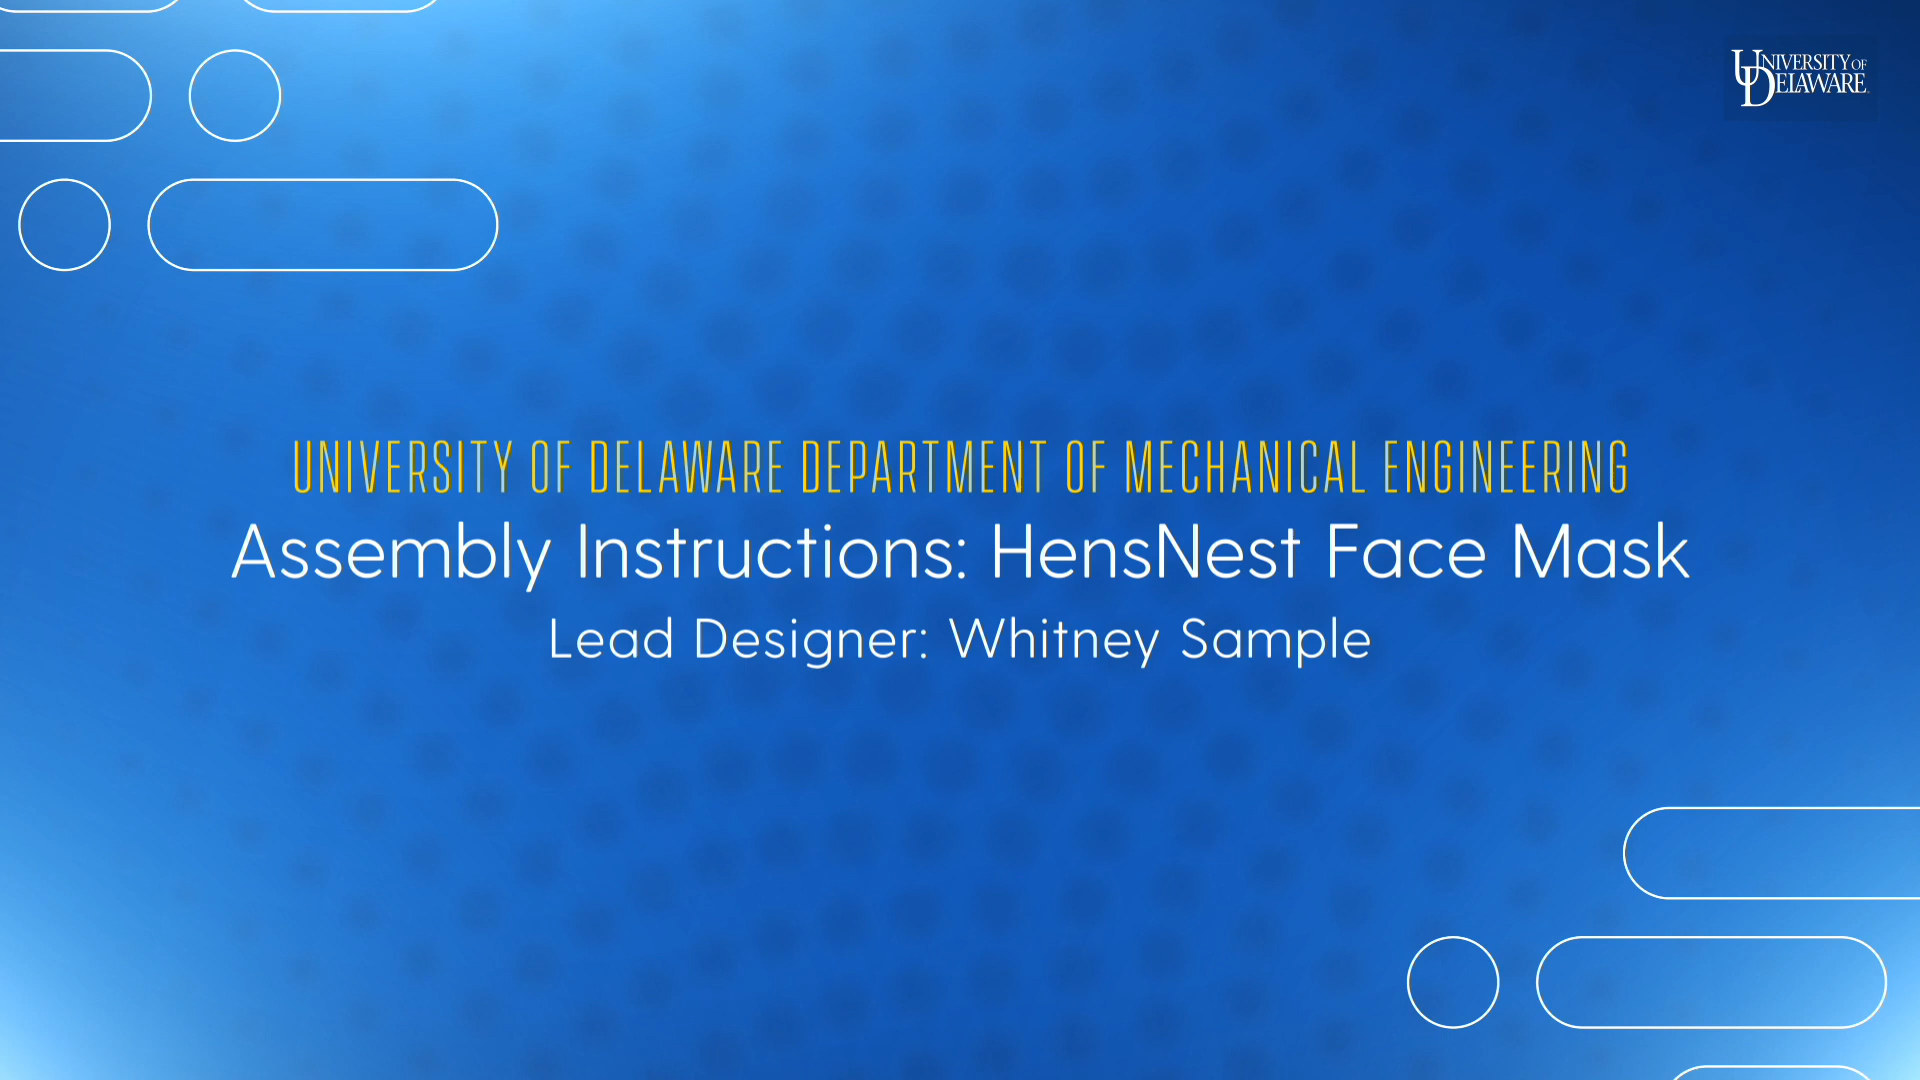 UNIVERSITY OF DELAWARE
UNIVERSITY OF DELAWARE DEPARTMENT OF MECHANICAL ENGINEERING
Assembly Instructions: HensNest Face Mask
Lead Designer: Whitney Sample